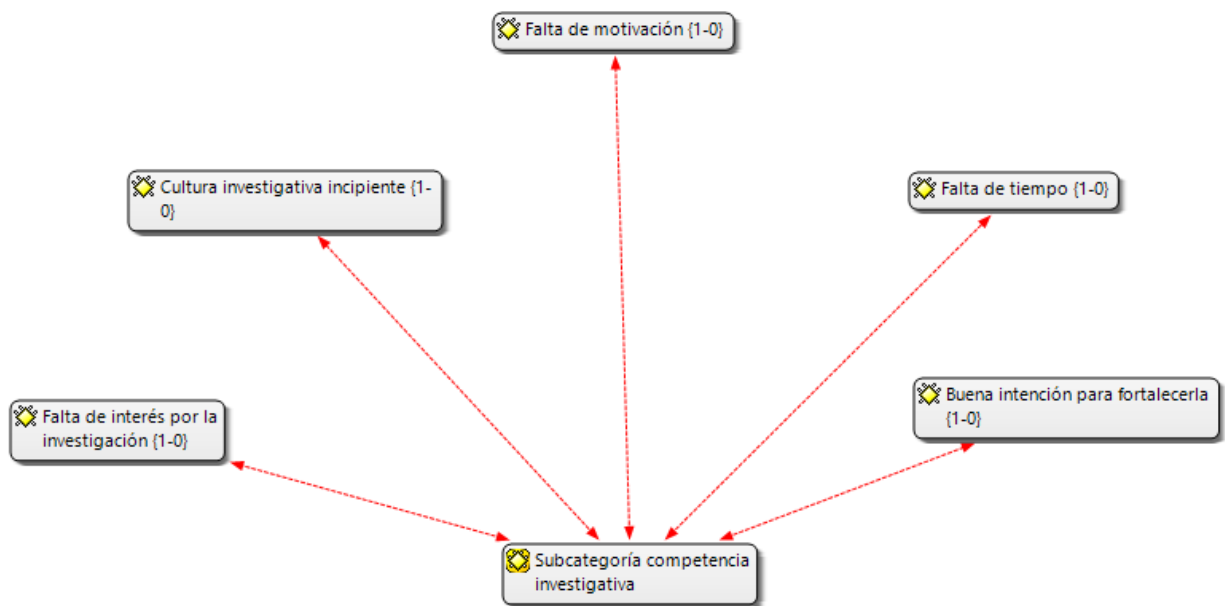 Falta de motivación {1-0}
Cultura investigativa incipiente {1-
0}
Falta de tiempo {1-0}
Falta de interés por la
investigación {1-0}
Buena intención para fortalecerla
{1-0}
Subcategoría competencia
investigativa